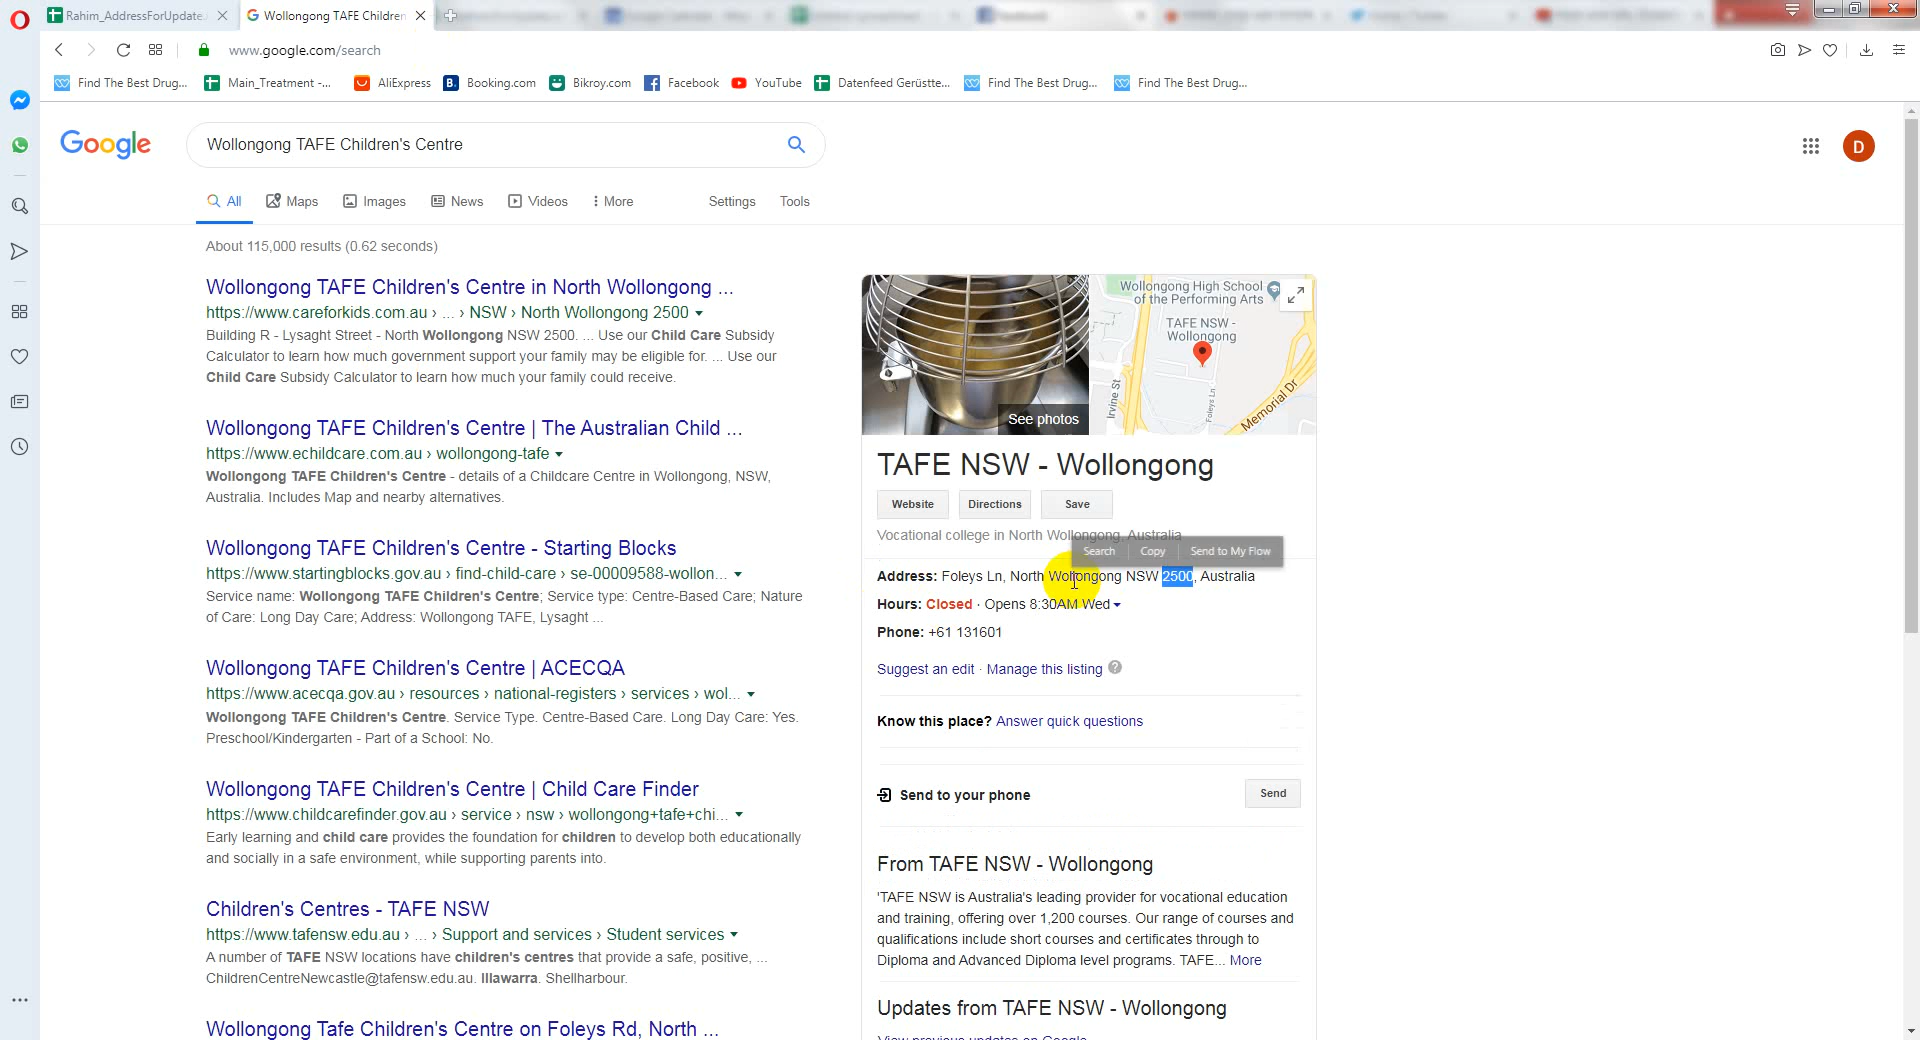 Rahim_AddressForUpdate.
Wollongong TAFE Children
www.google.com/search
Find The Best Drug...
Main_Treatment -...
AliExpress
Booking.com
Bikroy.com
Facebook
YouTube
Datenfeed Gerüstte...
Find The Best Drug...
Find The Best Drug...
Google
Wollongong TAFE Children's Centre
D
All
Maps
Images
News
Videos
More
Settings
Tools
About 115,000 results (0.62 seconds)
Wollongong TAFE Children's Centre in North Wollongong ...
https://www.careforkids.com.au › ... › NSW › North Wollongong 2500
Building R - Lysaght Street - North Wollongong NSW 2500. ... Use our Child Care Subsidy
Calculator to learn how much government support your family may be eligible for. ... Use our
Child Care Subsidy Calculator to learn how much your family could receive.
Wollongong TAFE Children's Centre | The Australian Child ...
https://www.echildcare.com.au › wollongong-tafe
Wollongong TAFE Children's Centre - details of a Childcare Centre in Wollongong, NSW,
Australia. Includes Map and nearby alternatives.
Wollongong TAFE Children's Centre - Starting Blocks
https://www.startingblocks.gov.au › find-child-care › se-00009588-wollon...
Service name: Wollongong TAFE Children's Centre; Service type: Centre-Based Care; Nature
of Care: Long Day Care; Address: Wollongong TAFE, Lysaght ...
Wollongong TAFE Children's Centre | ACECQA
https://www.acecqa.gov.au › resources › national-registers › services › wol...
Wollongong TAFE Children's Centre. Service Type. Centre-Based Care. Long Day Care: Yes.
Preschool/Kindergarten - Part of a School: No.
Wollongong TAFE Children's Centre | Child Care Finder
https://www.childcarefinder.gov.au › service › nsw › wollongong+tafe+chi...
Early learning and child care provides the foundation for children to develop both educationally
and socially in a safe environment, while supporting parents into.
Children's Centres - TAFE NSW
https://www.tafensw.edu.au › ... › Support and services › Student services
A number of TAFE NSW locations have children's centres that provide a safe, positive, ...
ChildrenCentreNewcastle@tafensw.edu.au. Illawarra. Shellharbour.
Wollongong Tafe Children's Centre on Foleys Rd, North ...
See photos
Wollongong High School
of the Performing Arts
TAFE NSW -
Wollongong
Irvine St
Foleys Ln
Memorial Dr
TAFE NSW - Wollongong
Website
Directions
Save
Vocational college in North Wollongong, Australia
Search
Copy
Send to My Flow
Address: Foleys Ln, North Wollongong NSW 2500, Australia
Hours: Closed · Opens 8:30AM Wed
Phone: +61 131601
Suggest an edit · Manage this listing ?
Know this place? Answer quick questions
Send to your phone
Send
From TAFE NSW - Wollongong
'TAFE NSW is Australia's leading provider for vocational education
and training, offering over 1,200 courses. Our range of courses and
qualifications include short courses and certificates through to
Diploma and Advanced Diploma level programs. TAFE... More
Updates from TAFE NSW - Wollongong
View previous updates on Google